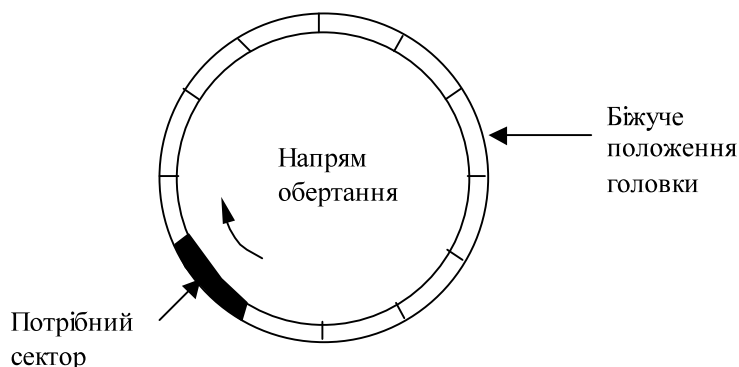 Напрям
обертання
Біжуче
положення
головки
Потрібний
сектор